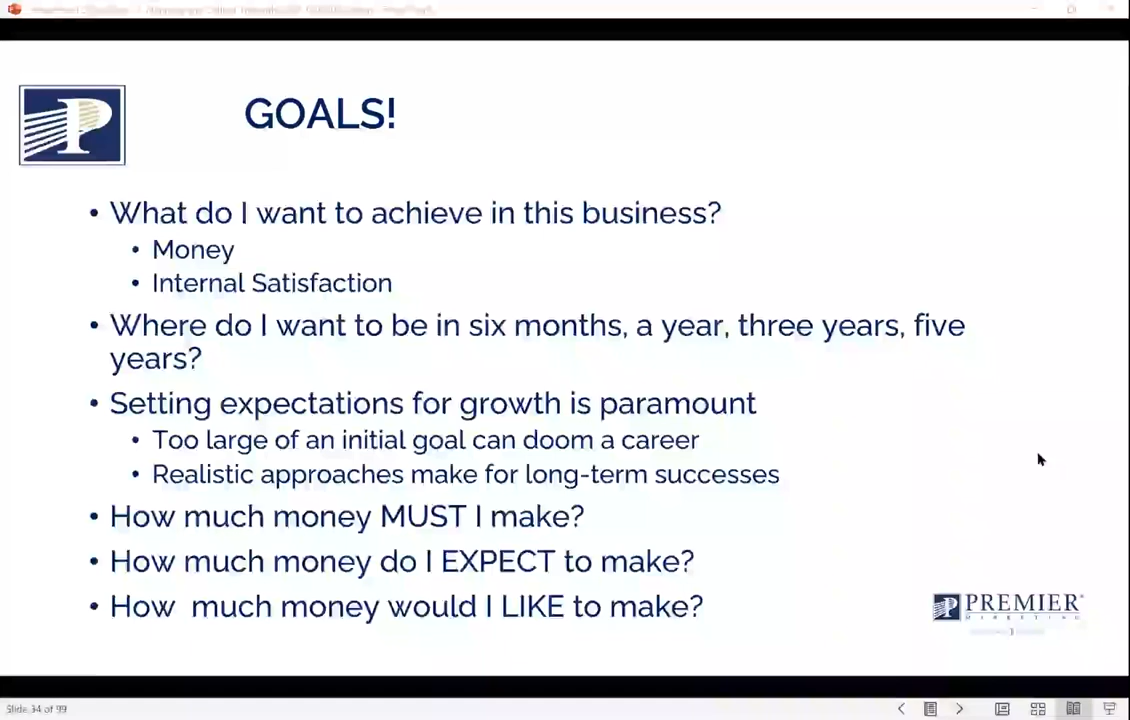 P
GOALS!
• What do I want to achieve in this business?
• Money
• Internal Satisfaction
• Where do I want to be in six months, a year, three years, five
years?
• Setting expectations for growth is paramount
• Too large of an initial goal can doom a career
• Realistic approaches make for long-term successes
• How much money MUST I make?
• How much money do I EXPECT to make?
• How  much money would I LIKE to make?
P PREMIER
MARKETING
Slide 34 of 99